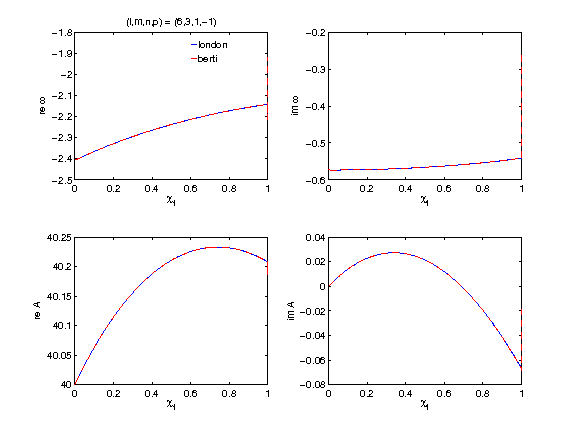 (l,m,n,p) = (6,3,1,−1)
london
berti
re ω
−1.8
−1.9
−2
−2.1
−2.2
−2.3
−2.4
−2.5
0 0.2 0.4 0.6 0.8 1
χf
im ω
−0.2
−0.3
−0.4
−0.5
−0.6
0 0.2 0.4 0.6 0.8 1
χf
re A
40.25
40.2
40.15
40.1
40.05
40
0 0.2 0.4 0.6 0.8 1
χf
im A
0.04
0.02
0
−0.02
−0.04
−0.06
−0.08
0 0.2 0.4 0.6 0.8 1
χf